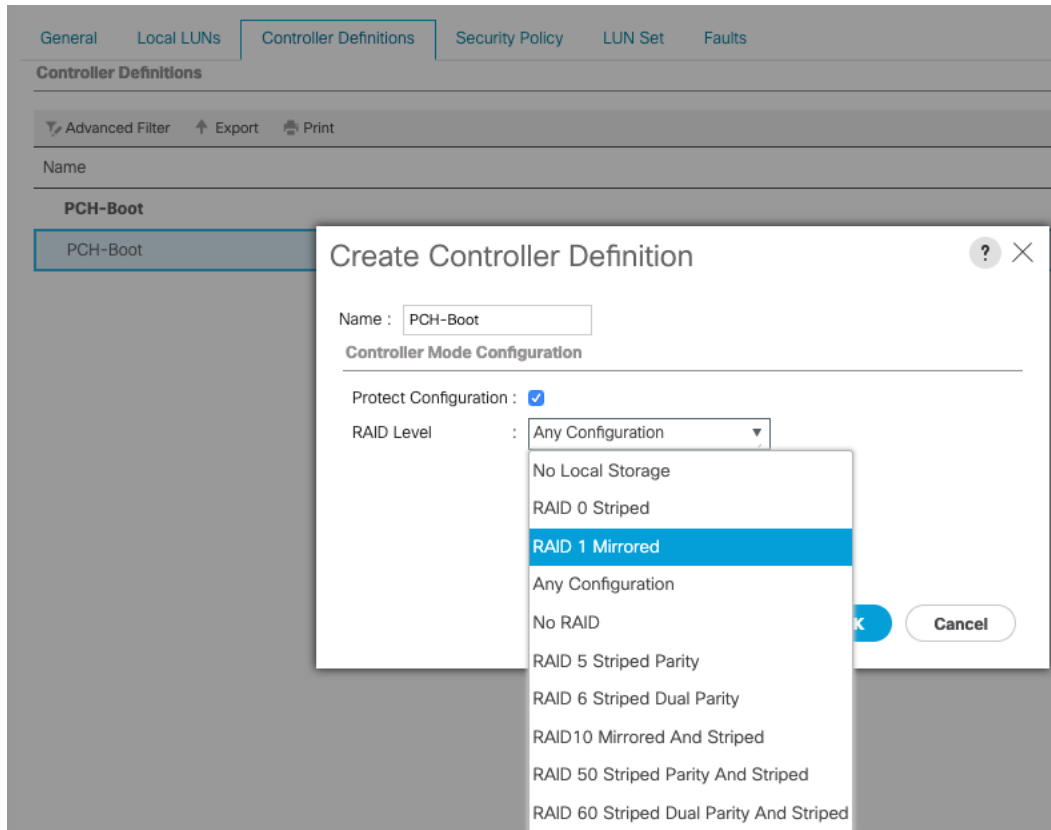 General Local LUNs Controller Definitions Security Policy LUN Set Faults
Controller Definitions
Advanced Filter Export Print
Name
PCH-Boot
PCH-Boot
Create Controller Definition ?
Name : PCH-Boot
Controller Mode Configuration
Protect Configuration :
RAID Level : Any Configuration
No Local Storage
RAID 0 Striped
RAID 1 Mirrored
Any Configuration
No RAID
K Cancel
RAID 5 Striped Parity
RAID 6 Striped Dual Parity
RAID10 Mirrored And Striped
RAID 50 Striped Parity And Striped
RAID 60 Striped Dual Parity And Striped